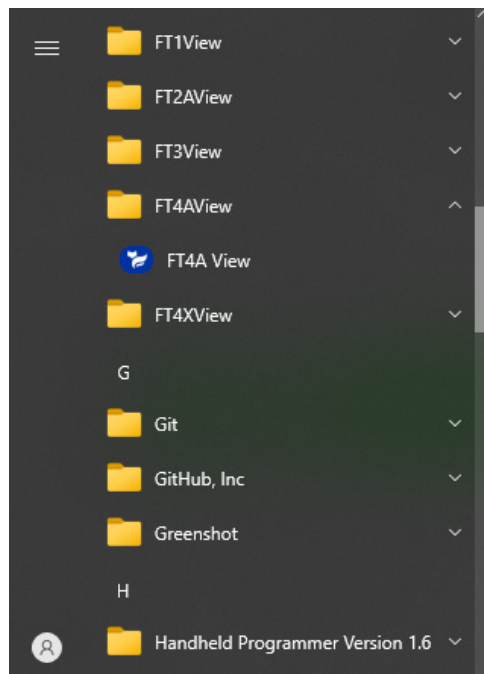 FT1View
FT2AView
FT3View
FT4AView
FT4A View
FT4XView
G
Git
GitHub, Inc
Greenshot
H
Handheld Programmer Version 1.6